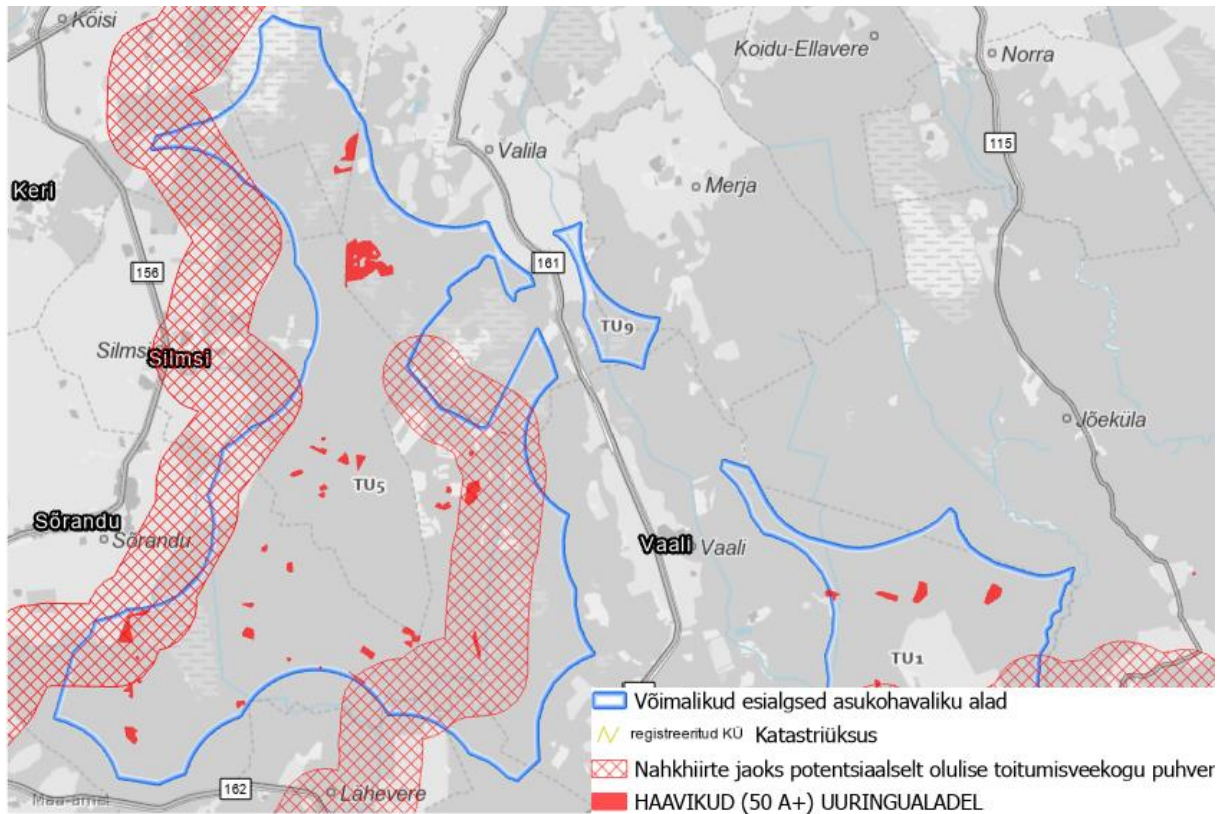 Köisi
Koidu-Ellavere
Norra
115
Valila
Merja
Keri
161
156
TU9
Silmsi
Silmsi
Jõeküla
TU5
Sõrandu
Sõrandu
Vaali
Vaali
TU1
162
Lähevere
Maa-amet
Võimalikud esialgsed asukohavaliku alad
registreeritud KÜ Katastriüksus
Nahkhiirte jaoks potentsiaalselt olulise toitumisveekogu puhver
HAAVIKUD (50 A+) UURINGUALADEL